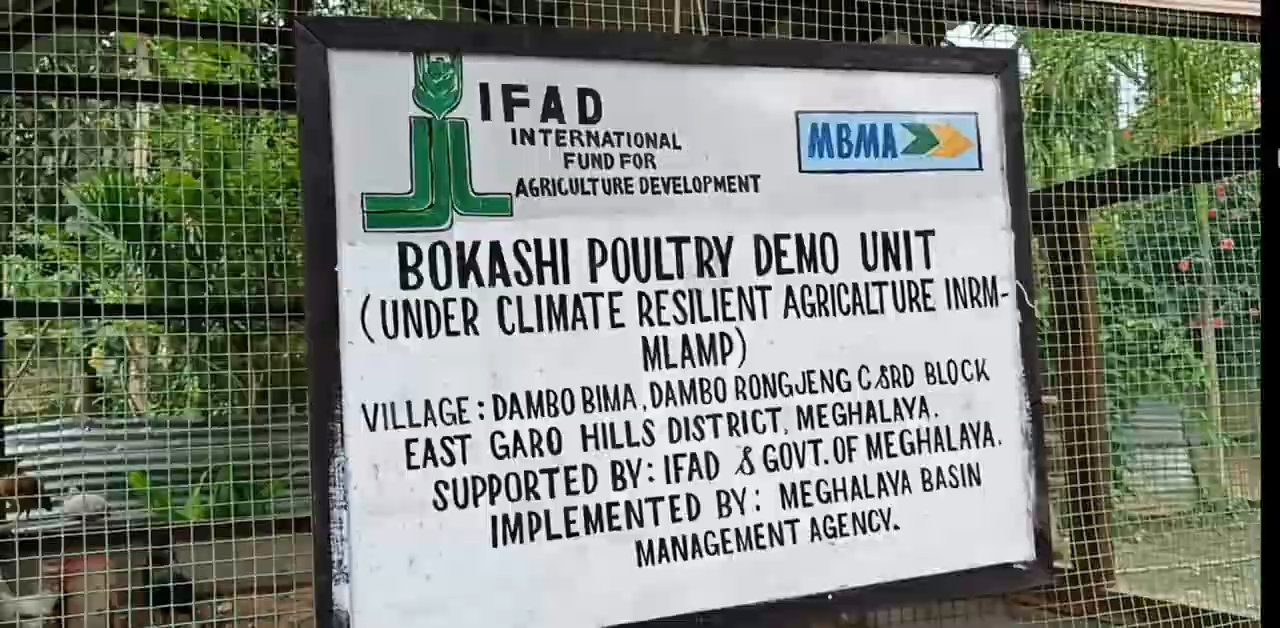 IFAD
INTERNATIONAL
FUND FOR
AGRICULTURE DEVELOPMENT
MBMA
BOKASHI POULTRY DEMO UNIT
(UNDER CLIMATE RESILIENT AGRICALTURE INRM-
MLAMP)
VILLAGE: DAMBO BIMA, DAMBO RONGJENG C&RD BLOCK
EAST GARO HILLS DISTRICT, MEGHALAYA.
SUPPORTED BY: IFAD & GOVT. OF MEGHALAYA.
IMPLEMENTED BY: MEGHALAYA BASIN
MANAGEMENT AGENCY.